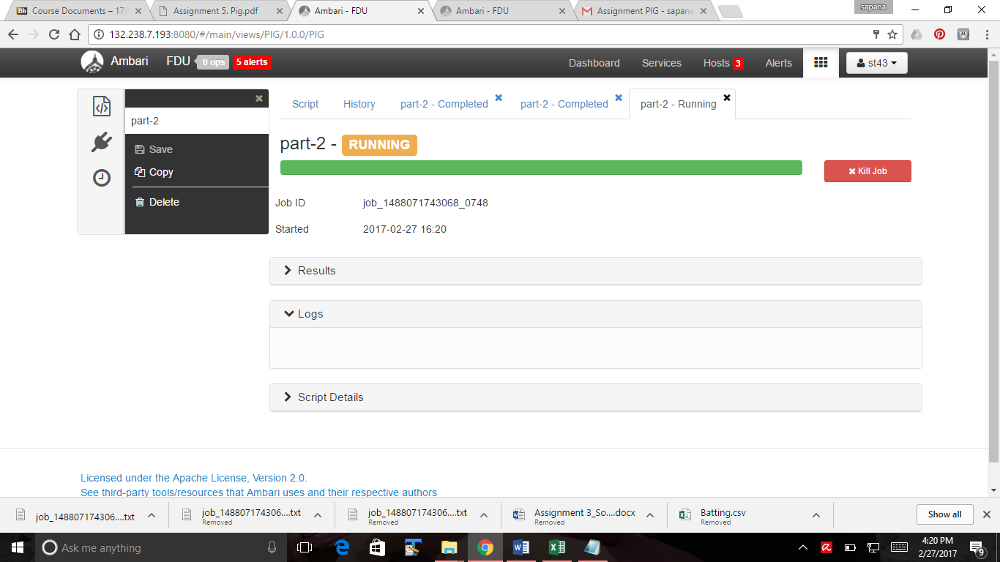 Course Documents – 17/
Assignment 5. Pig.pdf
Ambari - FDU
Ambari - FDU
Assignment PIG - sapana
sapana
132.238.7.193:8080/#/main/views/PIG/1.0.0/PIG
Ambari FDU 0 ops 5 alerts Dashboard Services Hosts 3 Alerts st43
part-2
Save
Copy
Delete
Script History part-2 - Completed part-2 - Completed part-2 - Running
part-2 - RUNNING
Kill Job
Job ID job_1488071743068_0748
Started 2017-02-27 16:20
Results
Logs
Script Details
Licensed under the Apache License, Version 2.0.
See third-party tools/resources that Ambari uses and their respective authors
job_148807174306....txt
job_148807174306....txt
Removed
job_148807174306....txt
Removed
Assignment 3_So....docx
Removed
Batting.csv
Removed
Show all
Ask me anything
4:20 PM
2/27/2017
9